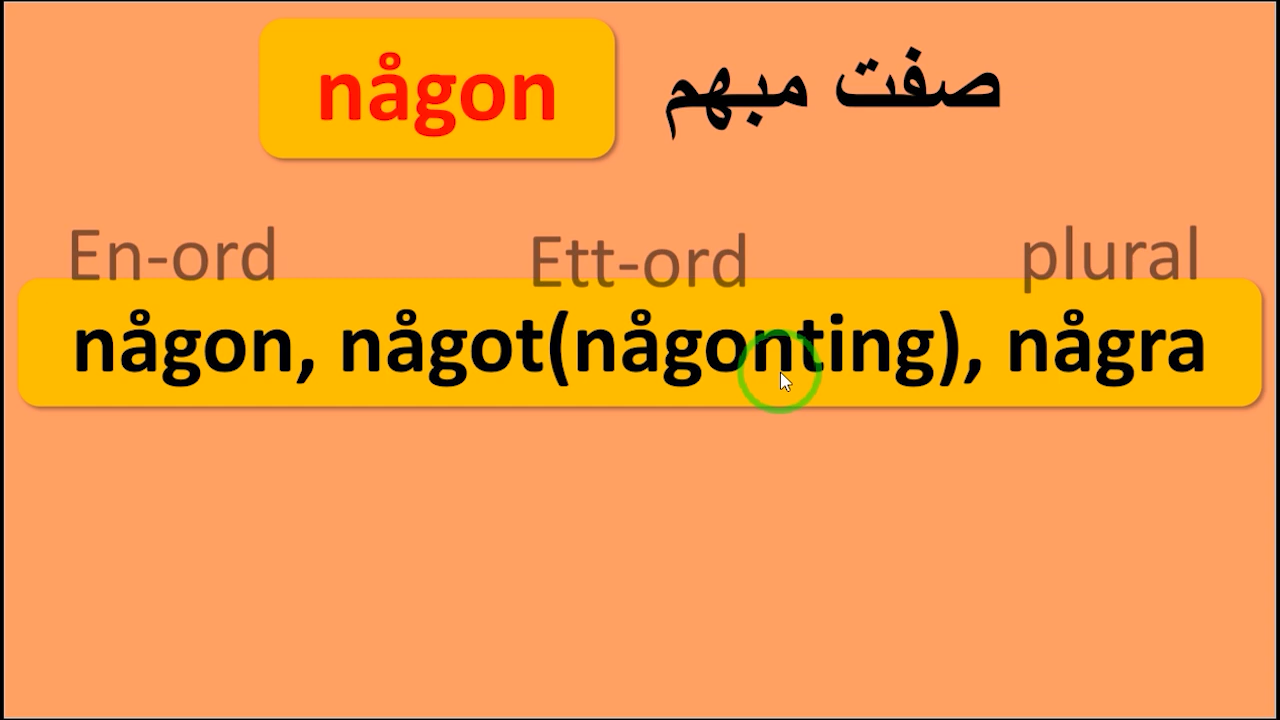 någon صفت مبهم
En-ord Ett-ord plural
någon, något(någonting), några